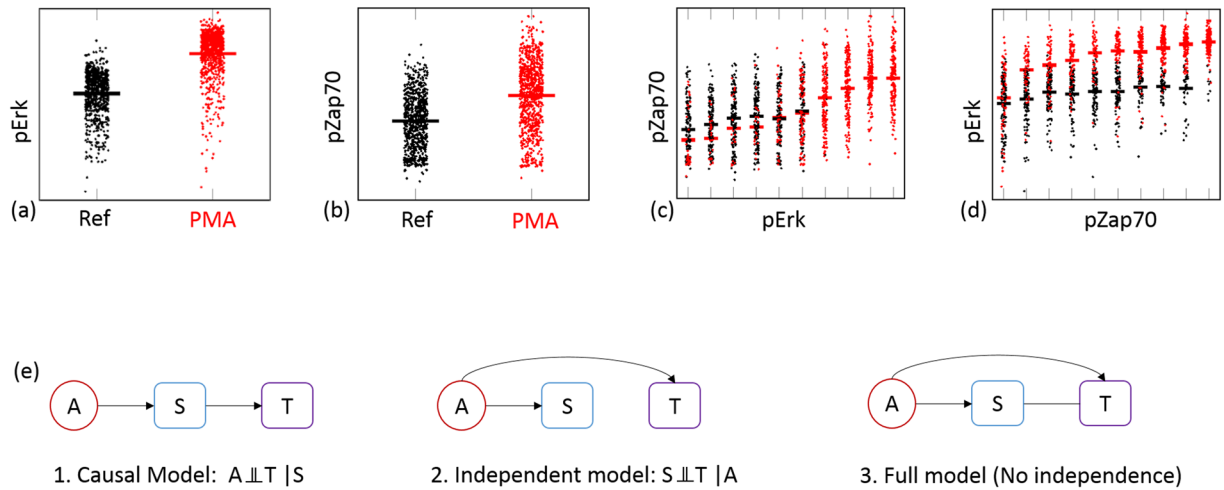 pErk
(a)
Ref
PMA
pZap70
(b)
Ref
PMA
pZap70
(c)
pErk
pErk
(d)
pZap70
(e)
A
S
T
A
S
T
A
S
T
1. Causal Model: A⫫T |S
2. Independent model: S⫫T |A
3. Full model (No independence)